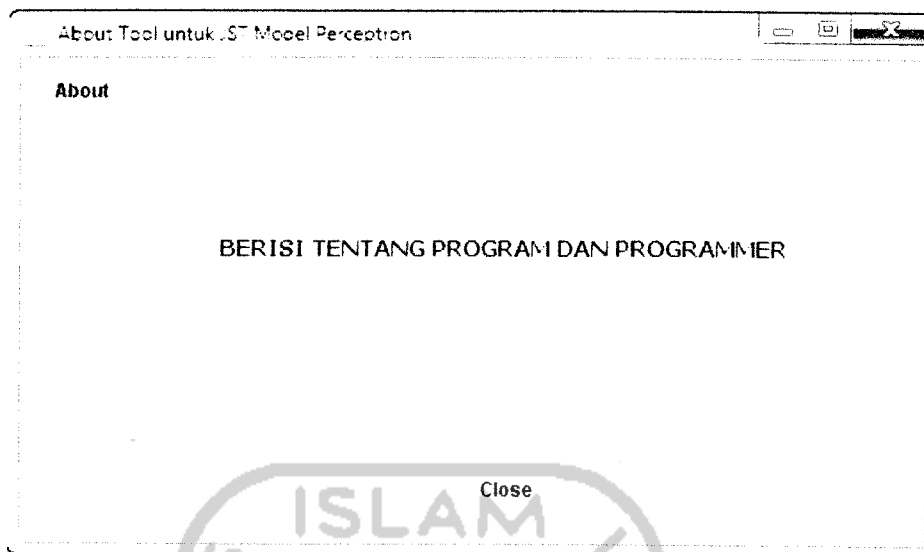 About Tool untuk JST Model Perceptron
About
BERISI TENTANG PROGRAM DAN PROGRAMMER
Close
ISLAM